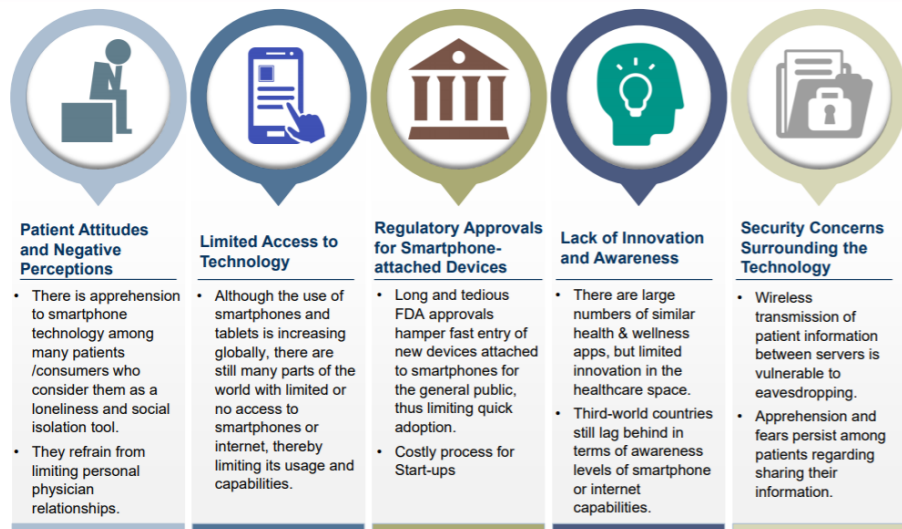 Patient Attitudes
and Negative
Perceptions
• There is apprehension
to smartphone
technology among
many patients
/consumers who
consider them as a
loneliness and social
isolation tool.
• They refrain from
limiting personal
physician
relationships.
Limited Access to
Technology
• Although the use of
smartphones and
tablets is increasing
globally, there are
still many parts of the
world with limited or
no access to
smartphones or
internet, thereby
limiting its usage and
capabilities.
Regulatory Approvals
for Smartphone-
attached Devices
• Long and tedious
FDA approvals
hamper fast entry of
new devices attached
to smartphones for
the general public,
thus limiting quick
adoption.
• Costly process for
Start-ups
Lack of Innovation
and Awareness
• There are large
numbers of similar
health & wellness
apps, but limited
innovation in the
healthcare space.
• Third-world countries
still lag behind in
terms of awareness
levels of smartphone
or internet
capabilities.
Security Concerns
Surrounding the
Technology
• Wireless
transmission of
patient information
between servers is
vulnerable to
eavesdropping.
• Apprehension and
fears persist among
patients regarding
sharing their
information.